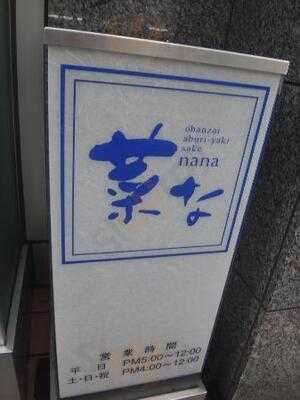 obanzai
aburi-yaki
sake
nana
菜な
営業時間
平日 PM5:00～12:00
土・日・祝 PM4:00～12:00